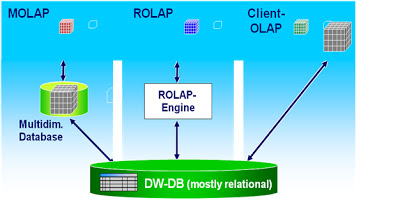 MOLAP
ROLAP
Client-
OLAP
Multidim.
Database
ROLAP-
Engine
DW-DB (mostly relational)